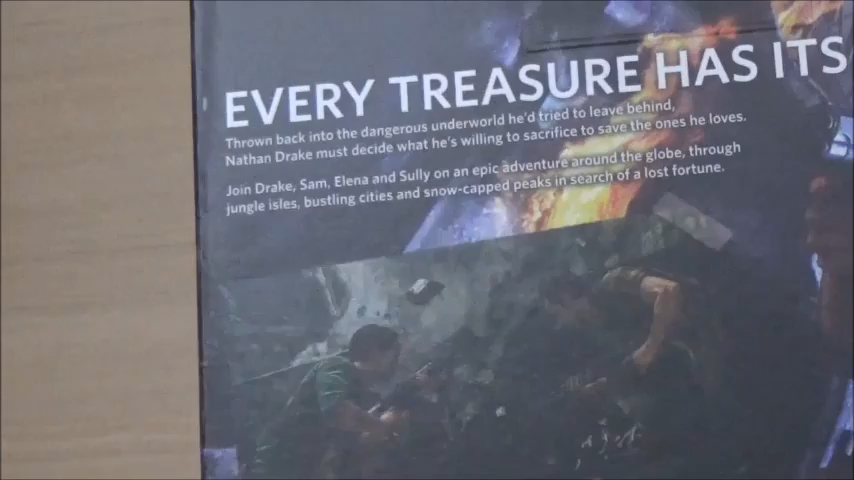 EVERY TREASURE HAS ITS
Thrown back into the dangerous underworld he'd tried to leave behind,
Nathan Drake must decide what he's willing to sacrifice to save the ones he loves.
Join Drake, Sam, Elena and Sully on an epic adventure around the globe, through
jungle isles, bustling cities and snow-capped peaks in search of a lost fortune.